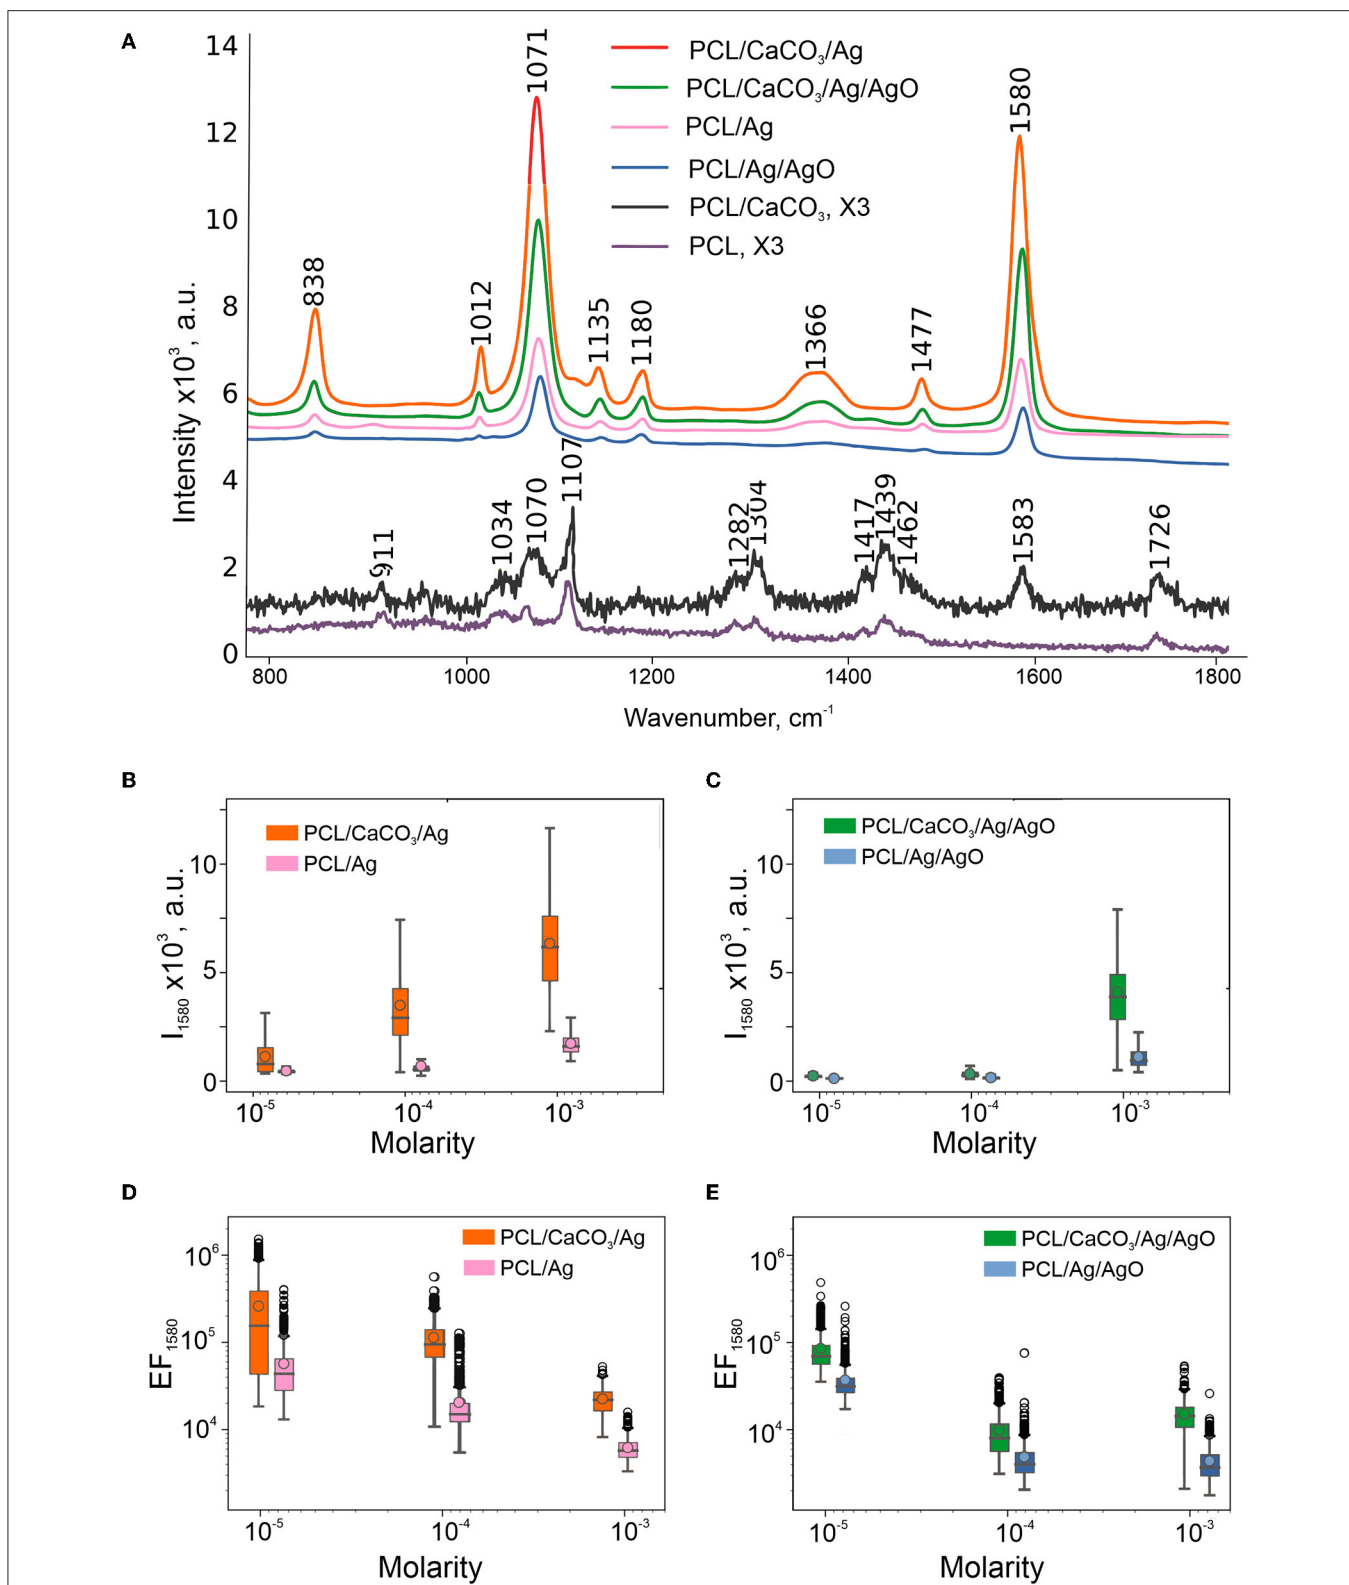 A
14
12
10
8
6
4
2
0
Intensity x10³, a.u.
PCL/CaCO₃/Ag
PCL/CaCO₃/Ag/AgO
PCL/Ag
PCL/Ag/AgO
PCL/CaCO₃, X3
PCL, X3
838
1012
1071
1135
1180
1366
1477
1580
911
1034
1070
1107
1282
1304
1417
1439
1462
1583
1726
800
1000
1200
1400
1600
1800
Wavenumber, cm⁻¹
B
PCL/CaCO₃/Ag
PCL/Ag
I₁₅₈₀ x10³, a.u.
10
5
0
10⁻⁵
10⁻⁴
10⁻³
Molarity
C
PCL/CaCO₃/Ag/AgO
PCL/Ag/AgO
I₁₅₈₀ x10³, a.u.
10
5
0
10⁻⁵
10⁻⁴
10⁻³
Molarity
D
PCL/CaCO₃/Ag
PCL/Ag
EF₁₅₈₀
10⁶
10⁵
10⁴
10⁻⁵
10⁻⁴
10⁻³
Molarity
E
PCL/CaCO₃/Ag/AgO
PCL/Ag/AgO
EF₁₅₈₀
10⁶
10⁵
10⁴
10⁻⁵
10⁻⁴
10⁻³
Molarity